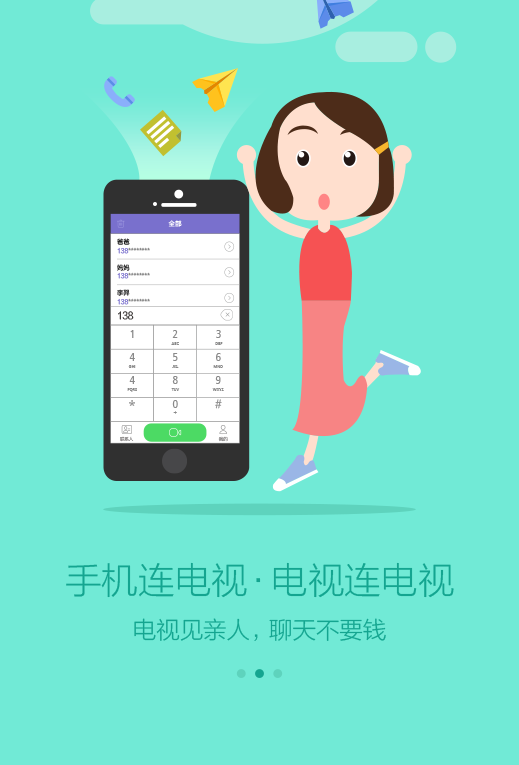 全部
爸爸
138********
妈妈
138********
李羿
138********
138
1 2 3
ABC DEF
4 5 6
GHI JKL MNO
4 8 9
PQRS TUV WXYZ
* 0 #
+
联系人 我的
手机连电视·电视连电视
电视见亲人，聊天不要钱